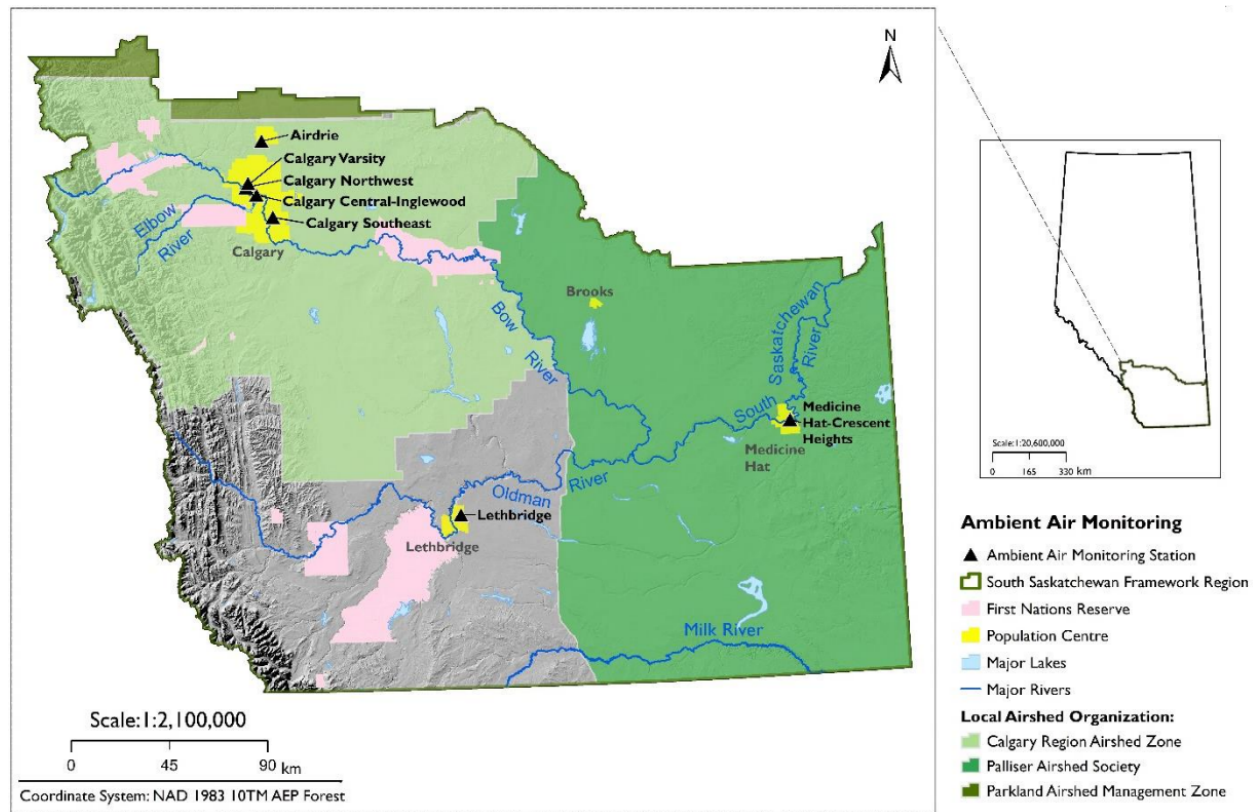 N
Airdrie
Calgary Varsity
Calgary Northwest
Calgary Central-Inglewood
Calgary Southeast
Elbow
River
Calgary
Brooks
Bow
River
South
Saskatchewan
River
Medicine
Hat-Crescent
Heights
Medicine
Hat
Oldman
River
Lethbridge
Lethbridge
Milk River
Scale:1:2,100,000
0 45 90 km
Coordinate System: NAD 1983 10TM AEP Forest
Scale:1:20,600,000
0 165 330 km
Ambient Air Monitoring
Ambient Air Monitoring Station
South Saskatchewan Framework Region
First Nations Reserve
Population Centre
Major Lakes
Major Rivers
Local Airshed Organization:
Calgary Region Airshed Zone
Palliser Airshed Society
Parkland Airshed Management Zone